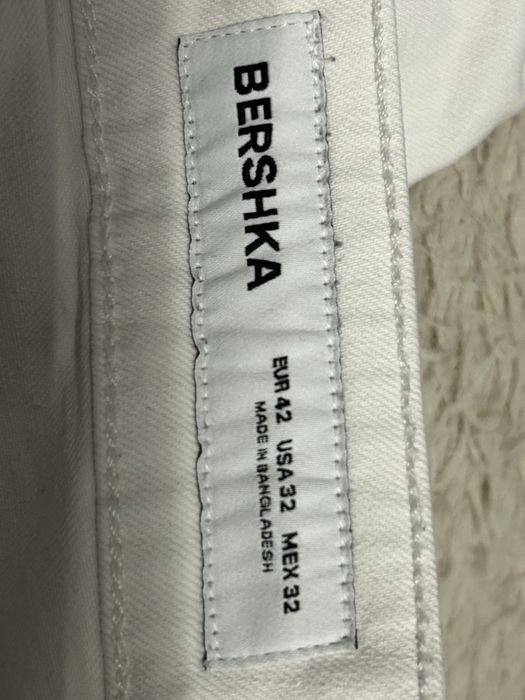 BERSHKA
EUR 42 USA 32 MEX 32
MADE IN BANGLADESH